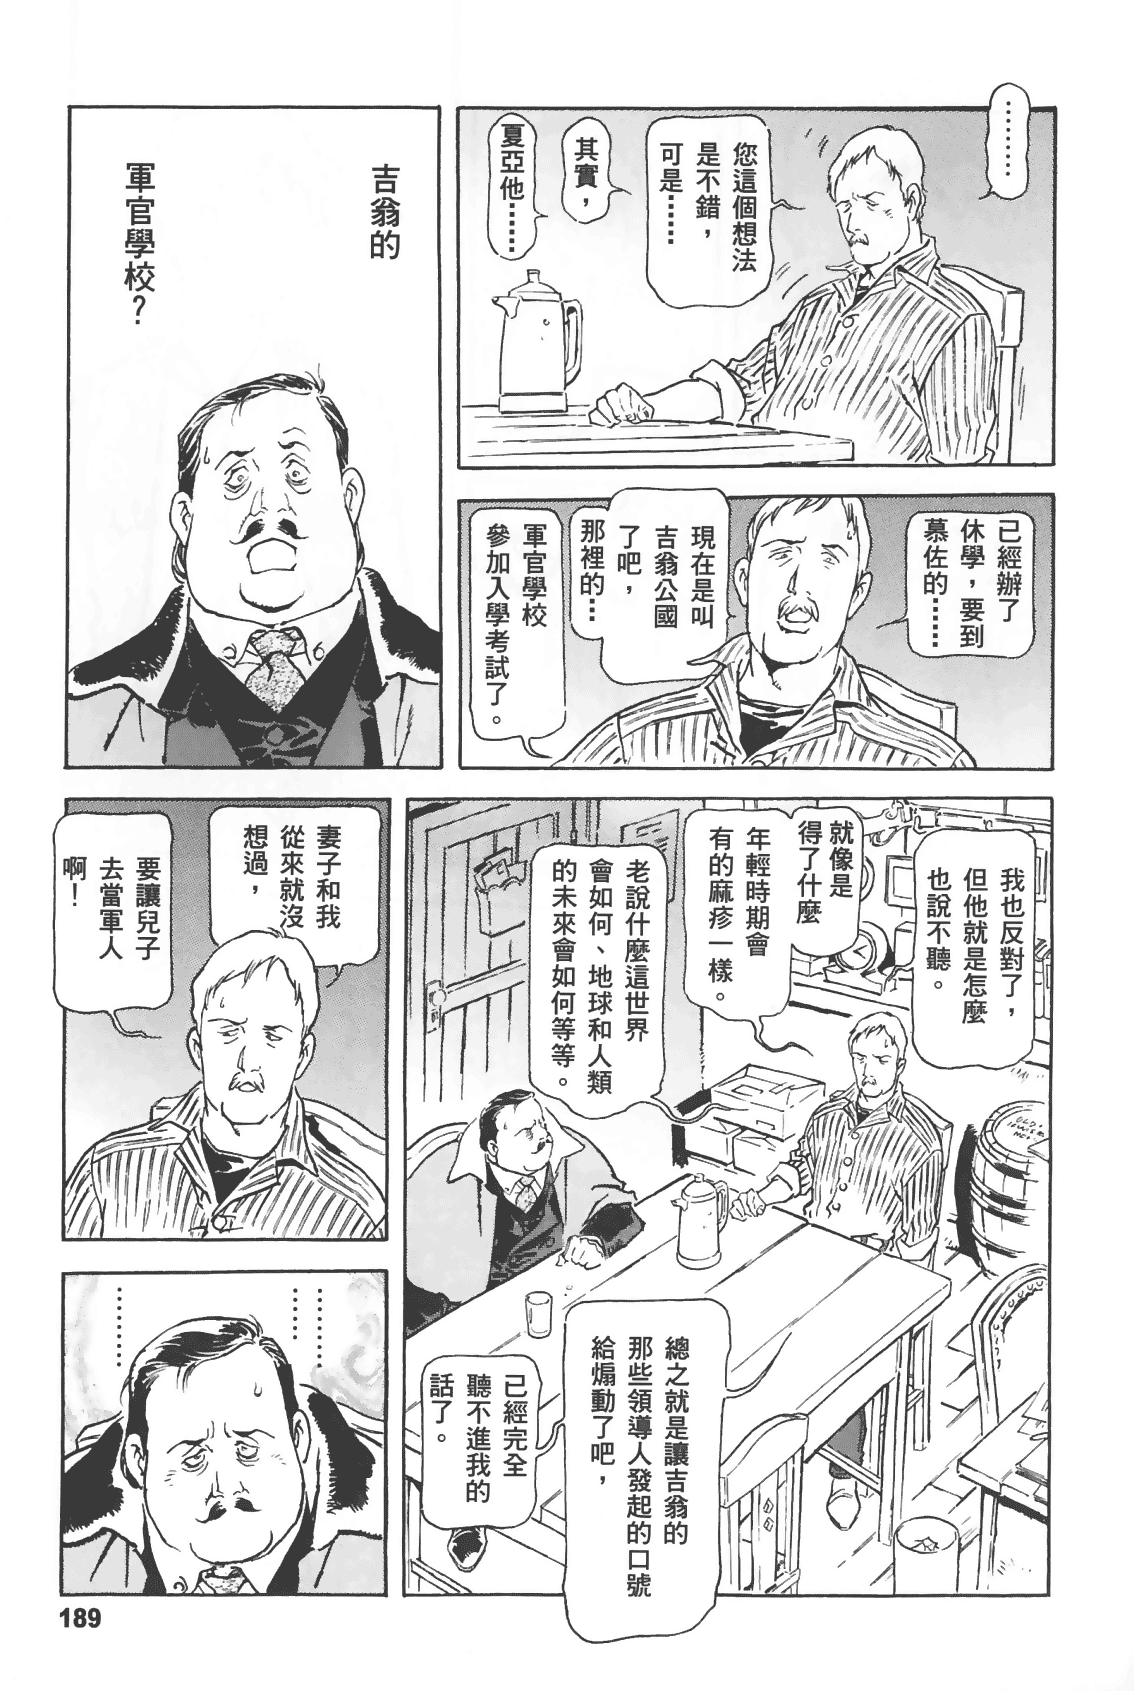 ………
您這個想法
是不錯，
可是……
其實，
夏亞他……
已經辦了
休學，要到
慕佐的……
現在是叫
吉翁公國
了吧，
那裡的…
軍官學校
參加入學考試了。
吉翁的
軍官學校？
我也反對了，
但他就是怎麼
也說不聽。
就像是
得了什麼
年輕時期會
有的麻疹一樣。
老說什麼這世界
會如何、地球和人類
的未來會如何等等。
總之就是讓吉翁的
那些領導人發起的口號
給煽動了吧，
已經完全
聽不進我的
話了。
妻子和我
從來就沒
想過，
要讓兒子
去當軍人
啊！
……
………
………
189